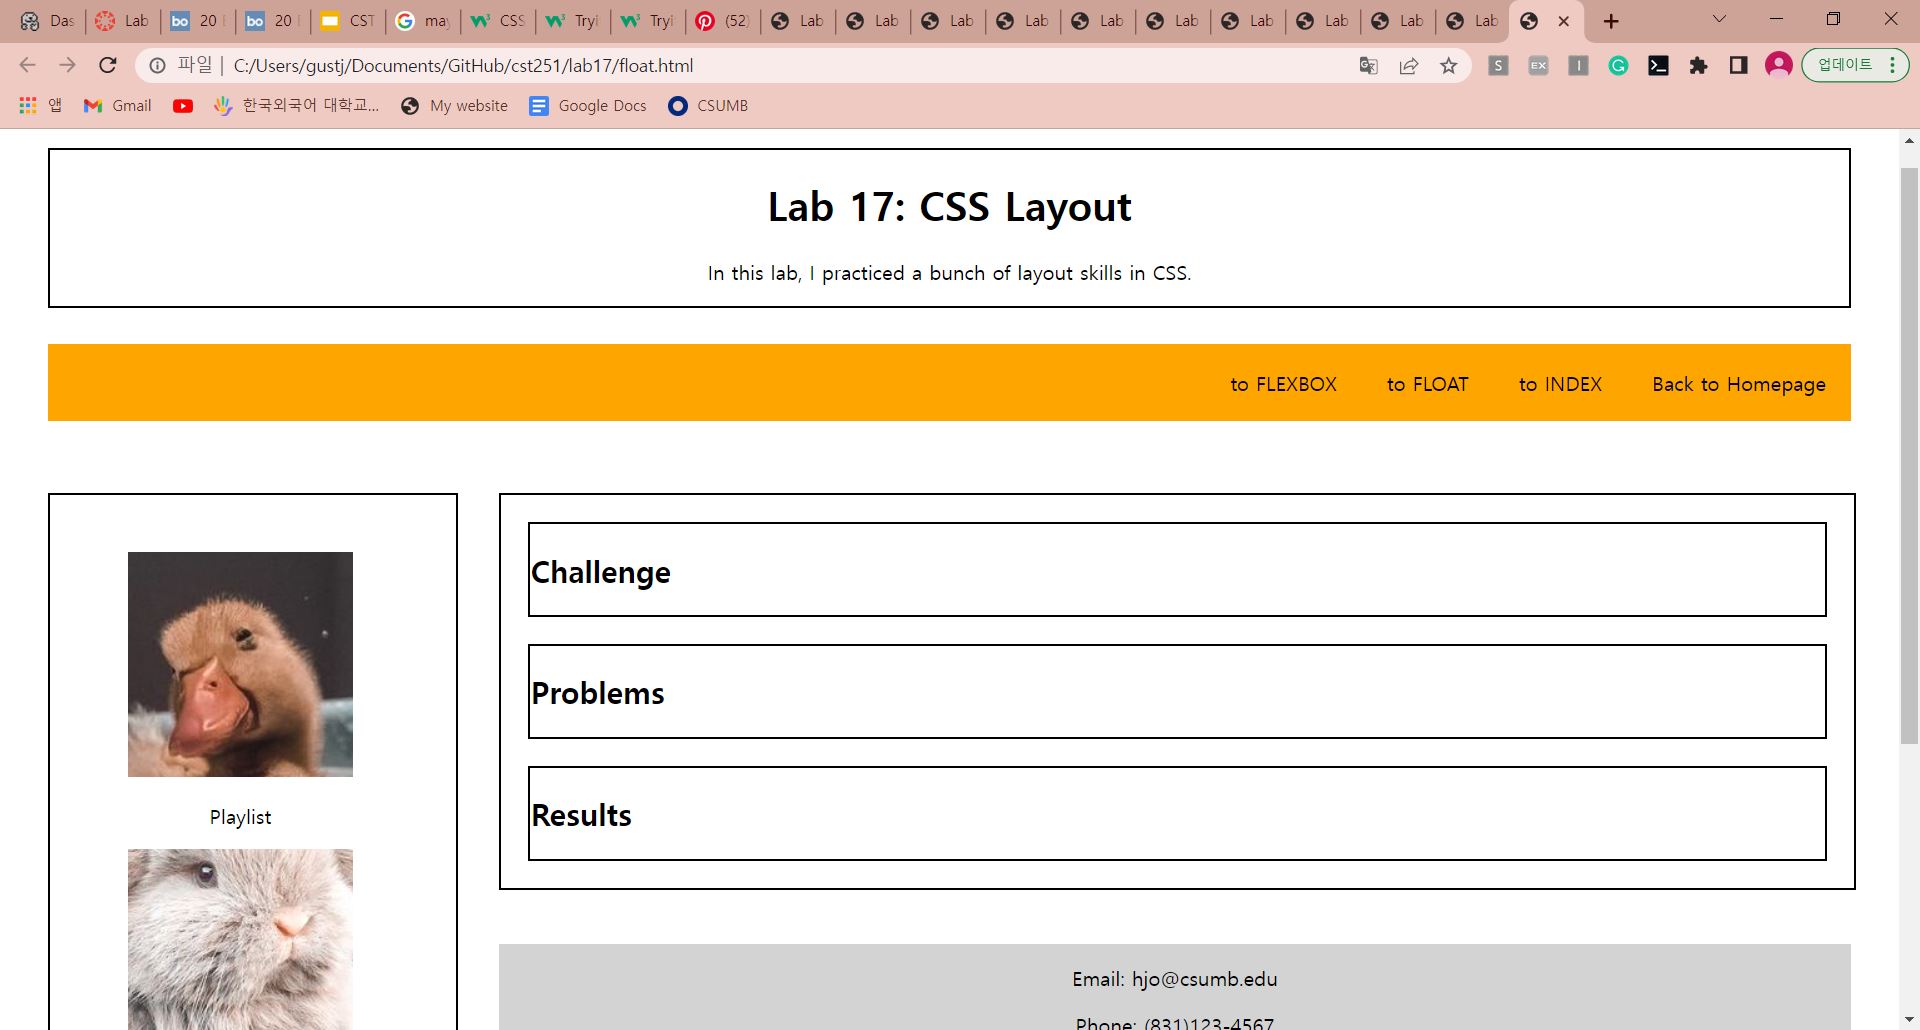 Das
Lab
20
20
CST
may
CSS
Tryi
Tryi
(52)
Lab
Lab
Lab
Lab
Lab
Lab
Lab
Lab
Lab
Lab
파일 | C:/Users/gustj/Documents/GitHub/cst251/lab17/float.html
업데이트
앱
Gmail
한국외국어 대학교...
My website
Google Docs
CSUMB
Lab 17: CSS Layout
In this lab, I practiced a bunch of layout skills in CSS.
to FLEXBOX to FLOAT to INDEX Back to Homepage
Challenge
Problems
Results
Playlist
Email: hjo@csumb.edu
Phone: (831)123-4567